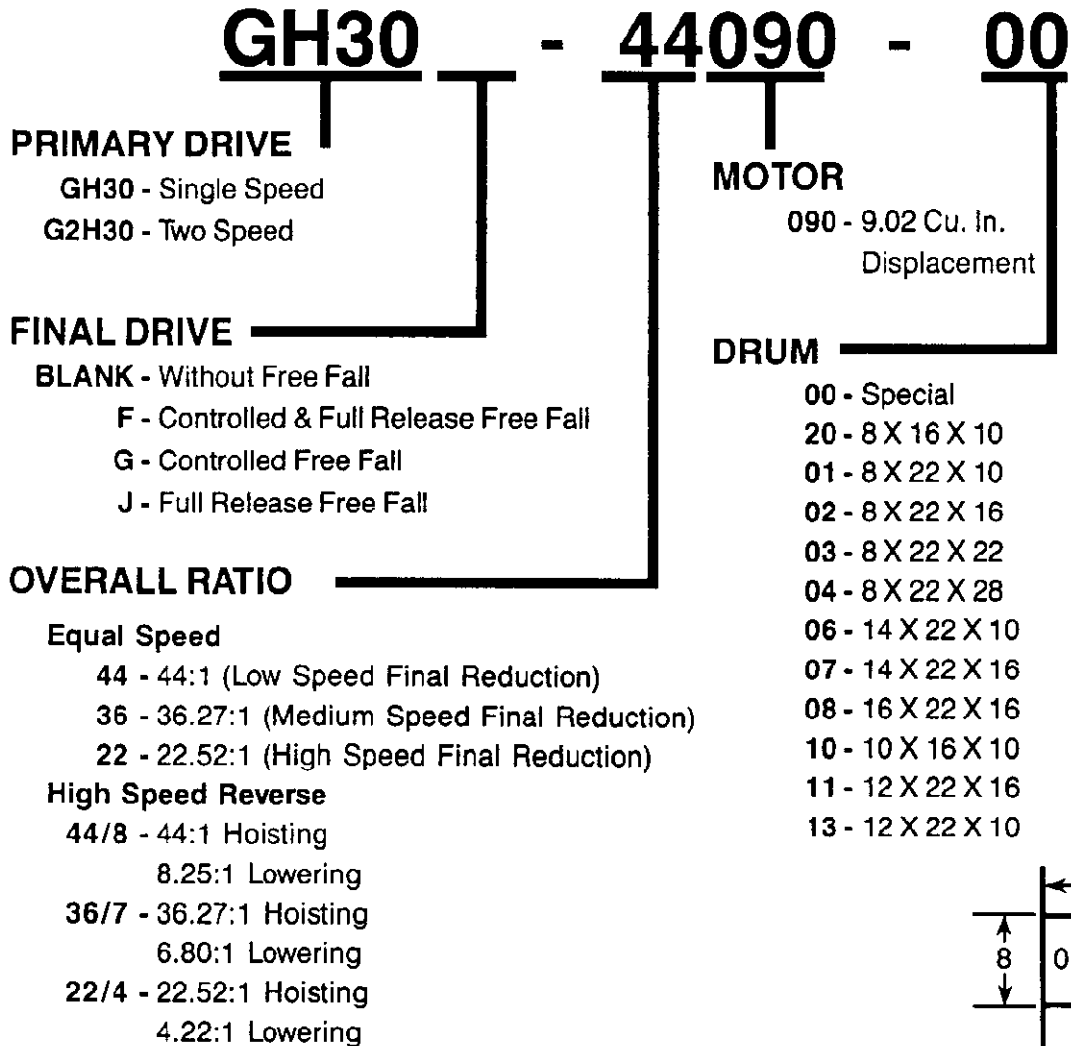 GH30 - 44090 - 00
PRIMARY DRIVE
GH30 - Single Speed
G2H30 - Two Speed
FINAL DRIVE
BLANK - Without Free Fall
F - Controlled & Full Release Free Fall
G - Controlled Free Fall
J - Full Release Free Fall
OVERALL RATIO
Equal Speed
44 - 44:1 (Low Speed Final Reduction)
36 - 36.27:1 (Medium Speed Final Reduction)
22 - 22.52:1 (High Speed Final Reduction)
High Speed Reverse
44/8 - 44:1 Hoisting
8.25:1 Lowering
36/7 - 36.27:1 Hoisting
6.80:1 Lowering
22/4 - 22.52:1 Hoisting
4.22:1 Lowering
MOTOR
090 - 9.02 Cu. In.
Displacement
DRUM
00 - Special
20 - 8 X 16 X 10
01 - 8 X 22 X 10
02 - 8 X 22 X 16
03 - 8 X 22 X 22
04 - 8 X 22 X 28
06 - 14 X 22 X 10
07 - 14 X 22 X 16
08 - 16 X 22 X 16
10 - 10 X 16 X 10
11 - 12 X 22 X 16
13 - 12 X 22 X 10
8
0